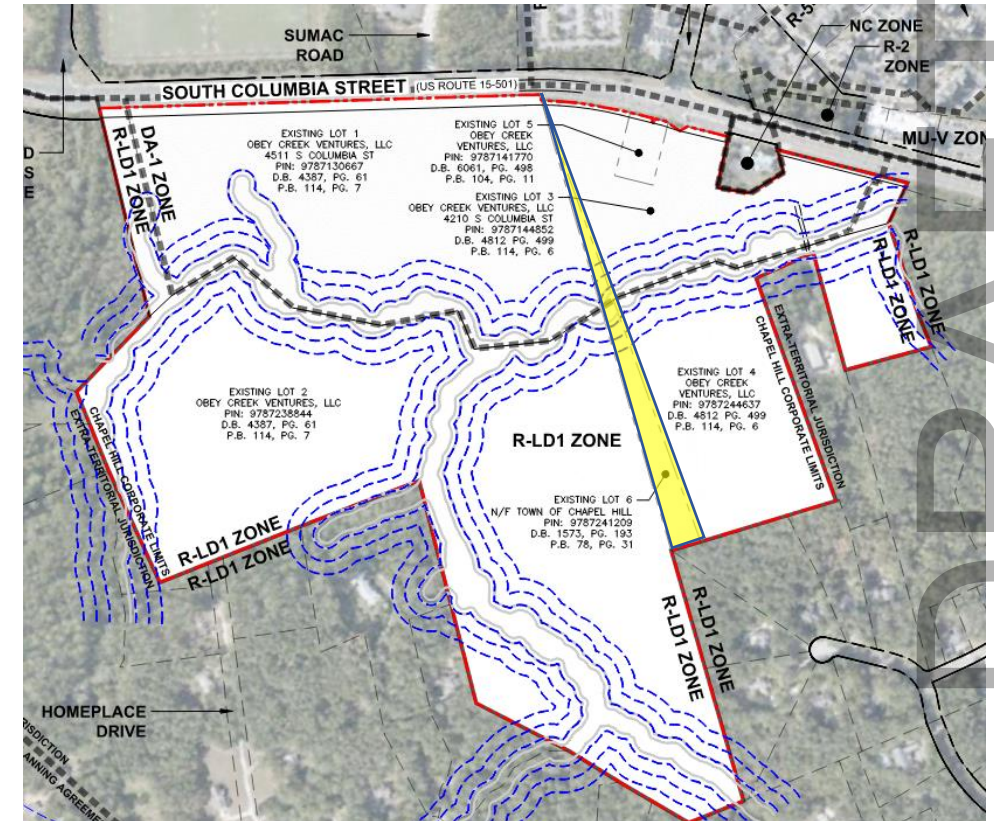 SUMAC
ROAD
NC ZONE
R-2
ZONE
SOUTH COLUMBIA STREET (US ROUTE 15-501)
MU-V ZON
DA-1 ZONE
R-LD1 ZONE
EXISTING LOT 1
OBEY CREEK VENTURES, LLC
4511 S COLUMBIA ST
PIN: 9787130667
D.B. 4387, PG. 61
P.B. 114, PG. 7
EXISTING LOT 5
OBEY CREEK
VENTURES, LLC
PIN: 9787141770
D.B. 6061, PG. 498
P.B. 104, PG. 11
EXISTING LOT 3
OBEY CREEK VENTURES, LLC
4210 S COLUMBIA ST
PIN: 9787144852
D.B. 4812 PG. 499
P.B. 114, PG. 6
R-LD1 ZONE
R-LD1 ZONE
EXTRA-TERRITORIAL JURISDICTION
CHAPEL HILL CORPORATE LIMITS
EXISTING LOT 2
OBEY CREEK VENTURES, LLC
PIN: 9787238844
D.B. 4387, PG. 61
P.B. 114, PG. 7
EXISTING LOT 4
OBEY CREEK
VENTURES, LLC
PIN: 9787244637
D.B. 4812 PG. 499
P.B. 114, PG. 6
R-LD1 ZONE
CHAPEL HILL CORPORATE LIMITS
EXTRA-TERRITORIAL JURISDICTION
EXISTING LOT 6
N/F TOWN OF CHAPEL HILL
PIN: 9787241209
D.B. 1573, PG. 193
P.B. 78, PG. 31
R-LD1 ZONE
R-LD1 ZONE
R-LD1 ZONE
R-LD1 ZONE
HOMEPLACE
DRIVE
RISDICTION
ANNING AGREEME